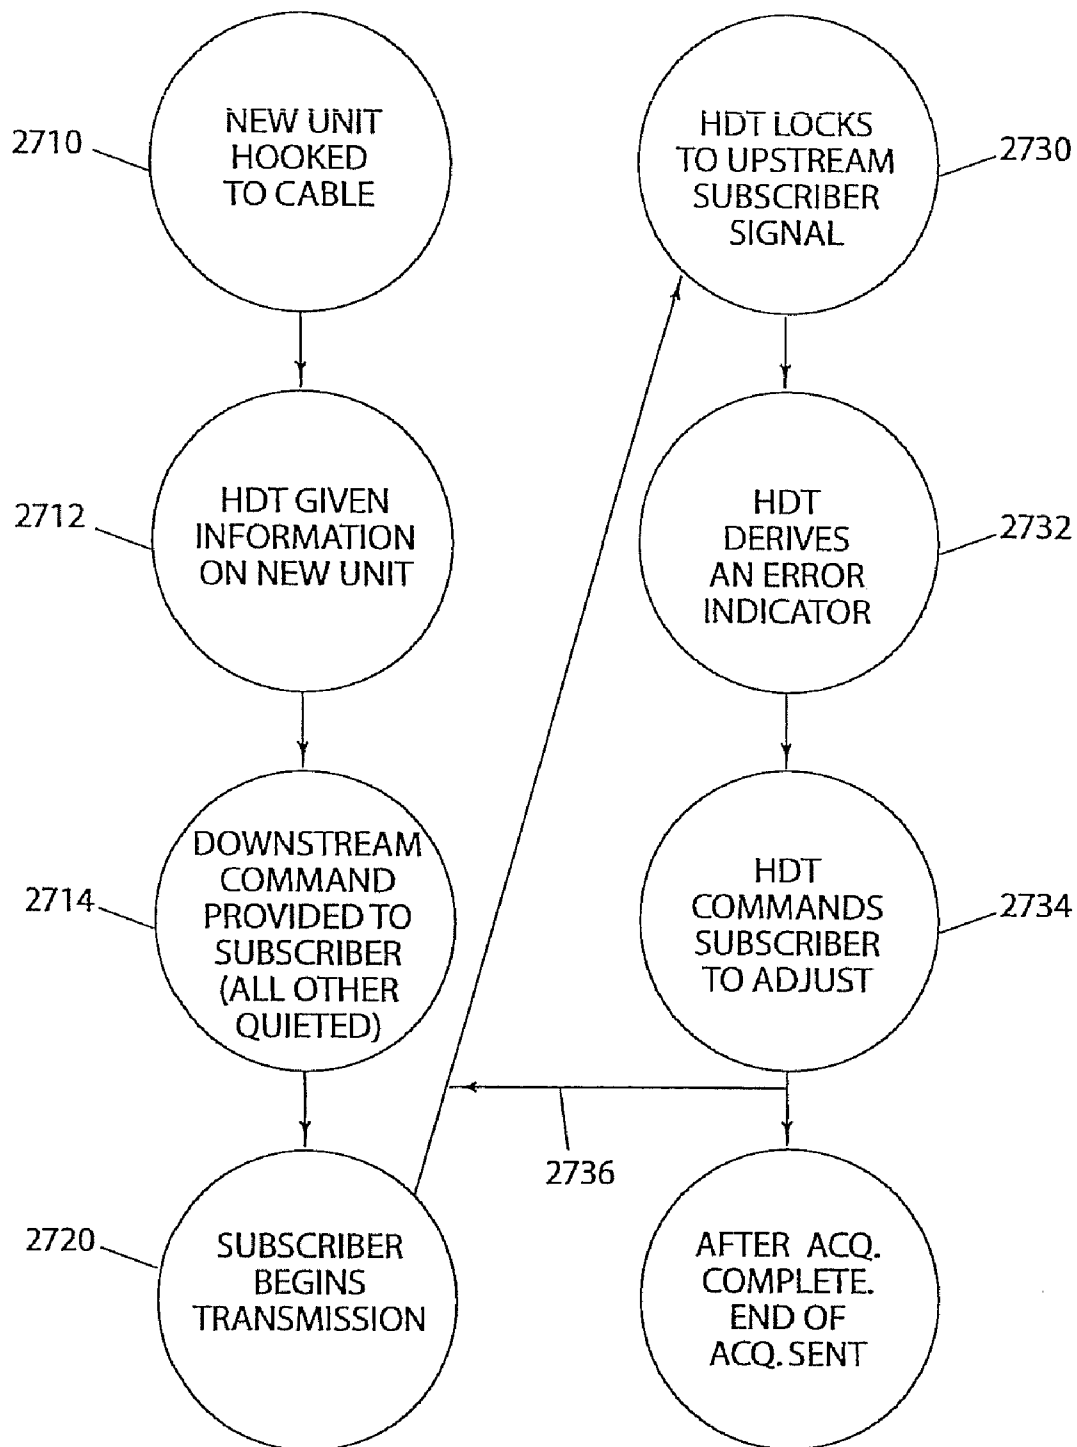 2710
NEW UNIT
HOOKED
TO CABLE
2712
HDT GIVEN
INFORMATION
ON NEW UNIT
2714
DOWNSTREAM
COMMAND
PROVIDED TO
SUBSCRIBER
(ALL OTHER
QUIETED)
2720
SUBSCRIBER
BEGINS
TRANSMISSION
2730
HDT LOCKS
TO UPSTREAM
SUBSCRIBER
SIGNAL
2732
HDT
DERIVES
AN ERROR
INDICATOR
2734
HDT
COMMANDS
SUBSCRIBER
TO ADJUST
2736
AFTER ACQ.
COMPLETE.
END OF
ACQ. SENT